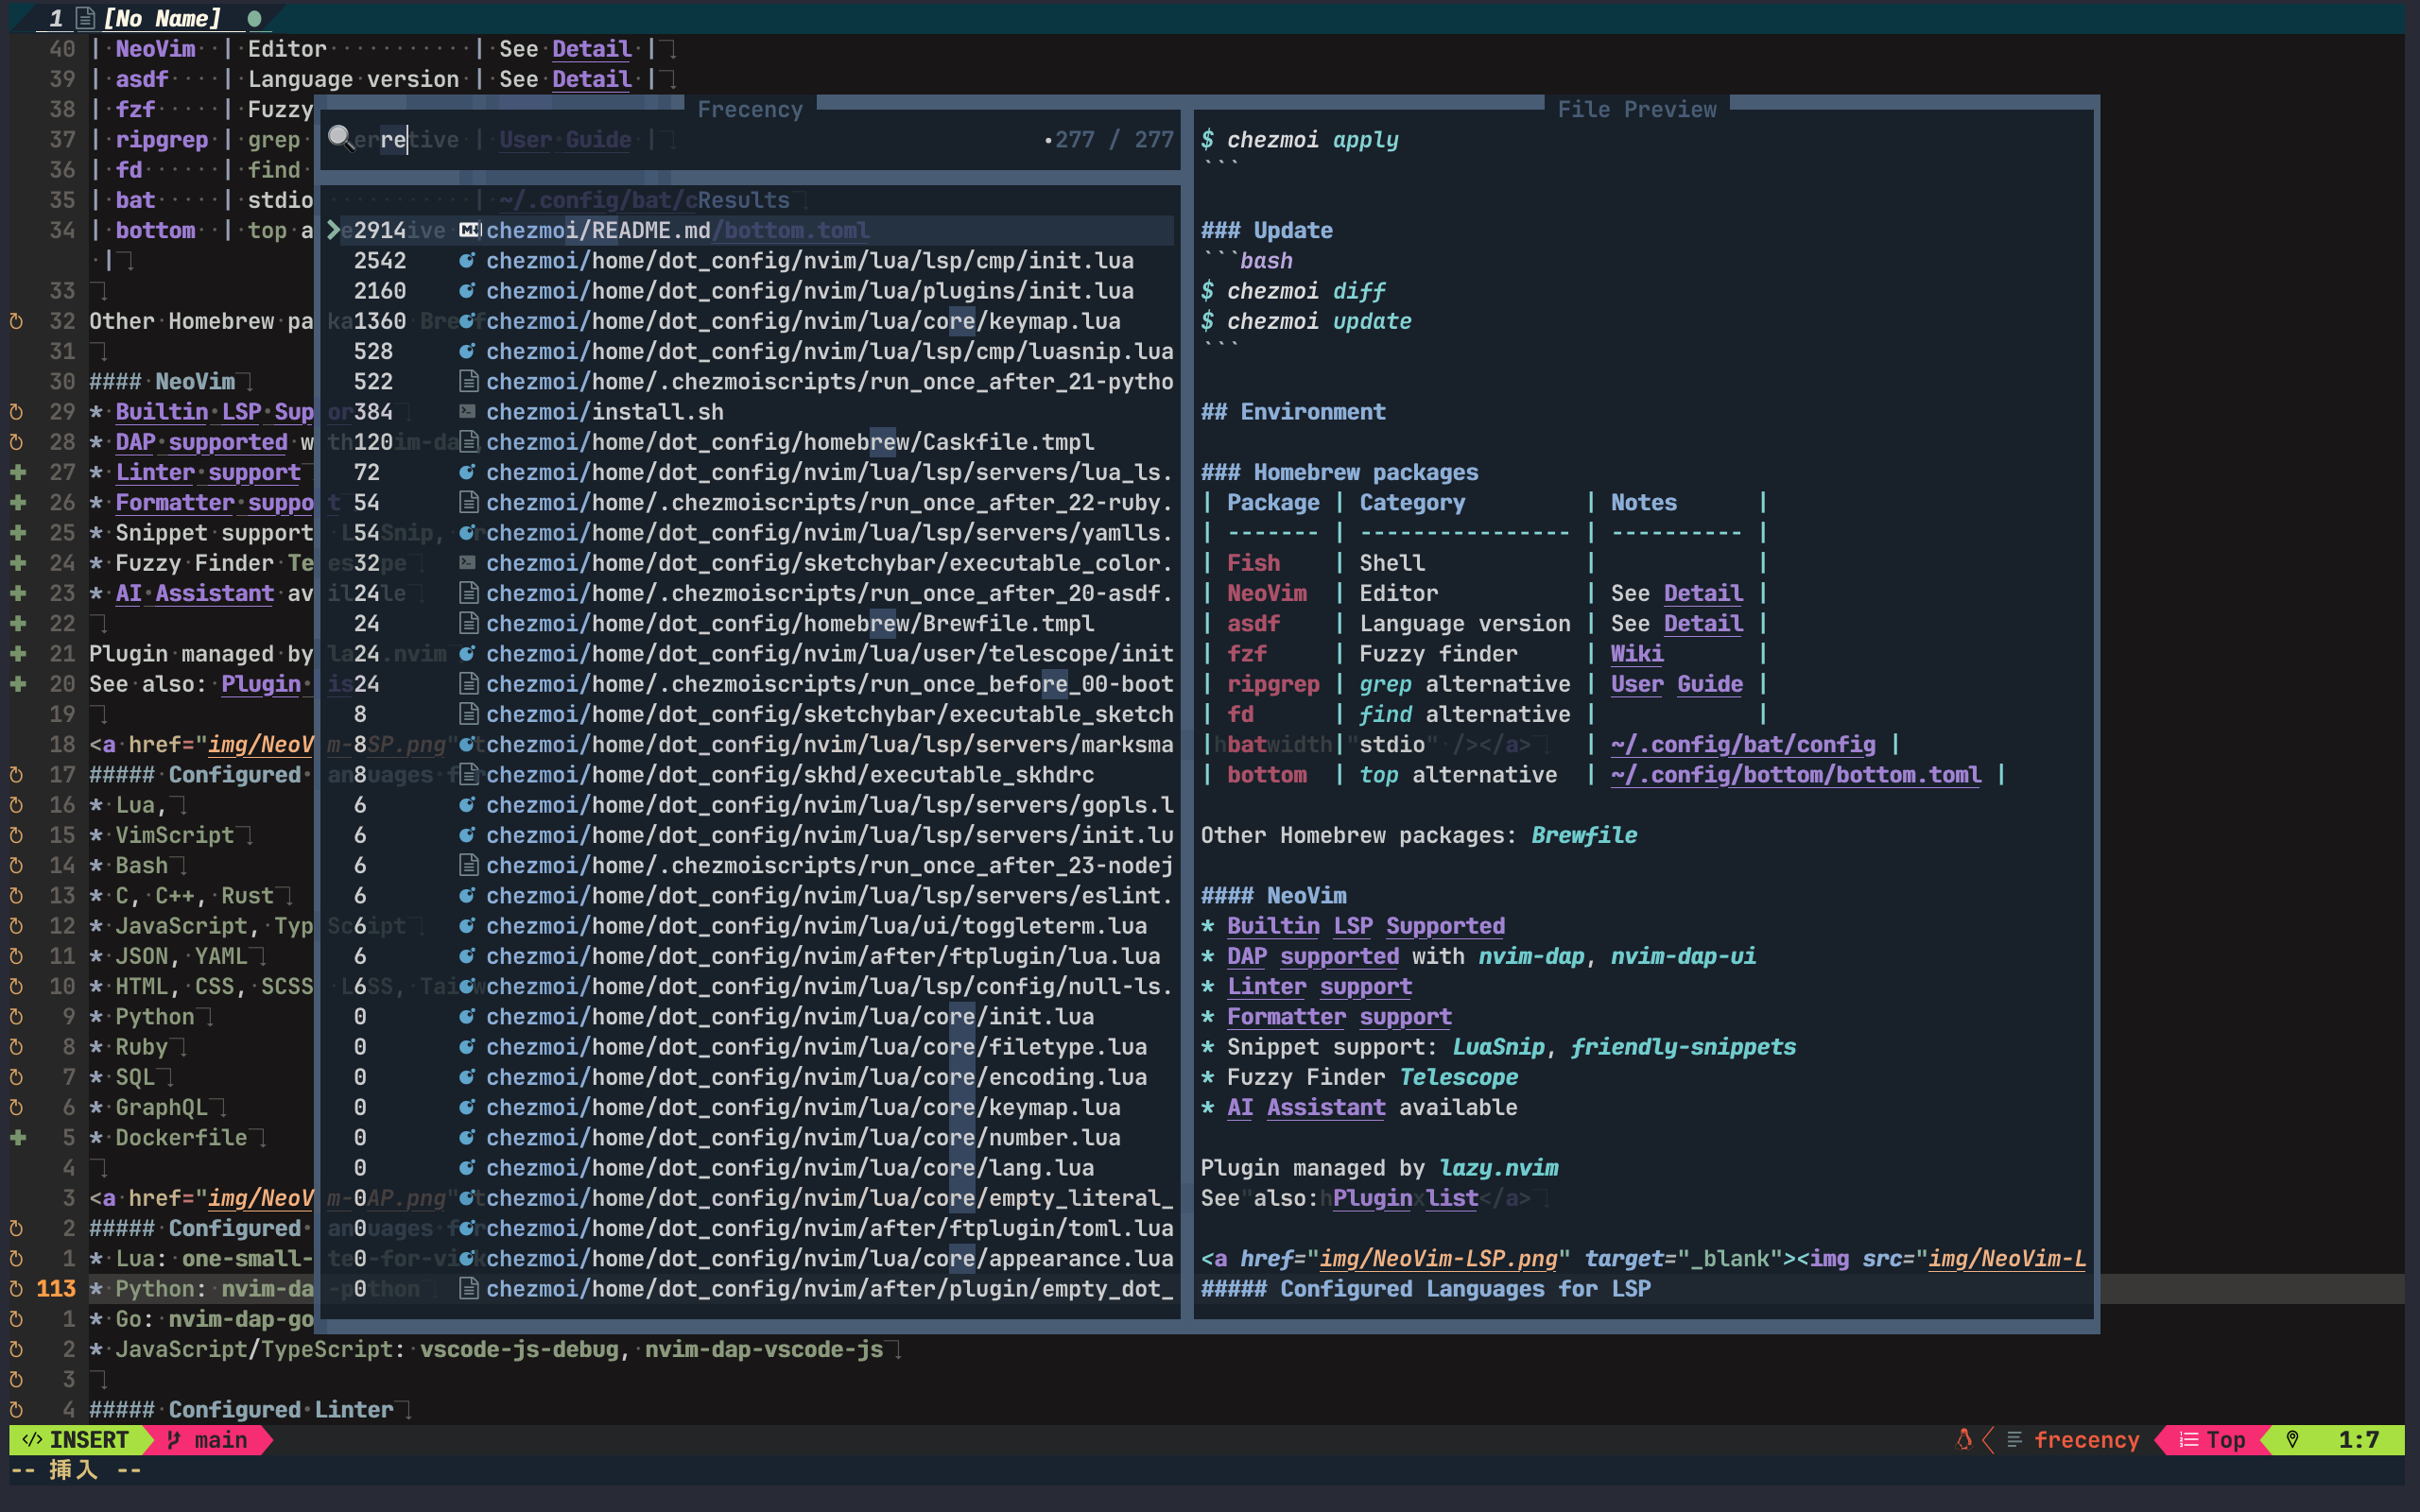 1 [No Name]
40 | NeoVim | Editor | See Detail |
39 | asdf | Language version | See Detail |
38 | fzf | Fuzzy
37 | ripgrep | grep
36 | fd | find
35 | bat | stdio
34 | bottom | top a
|
33
32 Other Homebrew pa
31
30 #### NeoVim
29 * Builtin LSP Sup
28 * DAP supported w
27 * Linter support
26 * Formatter suppo
25 * Snippet support
24 * Fuzzy Finder Te
23 * AI Assistant av
22
21 Plugin managed by
20 See also: Plugin
19
18 <a href="img/NeoV
17 ##### Configured
16 * Lua,
15 * VimScript
14 * Bash
13 * C, C++, Rust
12 * JavaScript, Typ
11 * JSON, YAML
10 * HTML, CSS, SCSS
9 * Python
8 * Ruby
7 * SQL
6 * GraphQL
5 * Dockerfile
4
3 <a href="img/NeoV
2 ##### Configured
1 * Lua: one-small-
113 * Python: nvim-da
1 * Go: nvim-dap-go
2 * JavaScript/TypeScript: vscode-js-debug, nvim-dap-vscode-js
3
4 ##### Configured Linter
Frecency
re
277 / 277
Results
2914 chezmoi/README.md
2542 chezmoi/home/dot_config/nvim/lua/lsp/cmp/init.lua
2160 chezmoi/home/dot_config/nvim/lua/plugins/init.lua
1360 chezmoi/home/dot_config/nvim/lua/core/keymap.lua
528 chezmoi/home/dot_config/nvim/lua/lsp/cmp/luasnip.lua
522 chezmoi/home/.chezmoiscripts/run_once_after_21-pytho
384 chezmoi/install.sh
120 chezmoi/home/dot_config/homebrew/Caskfile.tmpl
72 chezmoi/home/dot_config/nvim/lua/lsp/servers/lua_ls.
54 chezmoi/home/.chezmoiscripts/run_once_after_22-ruby.
54 chezmoi/home/dot_config/nvim/lua/lsp/servers/yamlls.
32 chezmoi/home/dot_config/sketchybar/executable_color.
24 chezmoi/home/.chezmoiscripts/run_once_after_20-asdf.
24 chezmoi/home/dot_config/homebrew/Brewfile.tmpl
24 chezmoi/home/dot_config/nvim/lua/user/telescope/init
24 chezmoi/home/.chezmoiscripts/run_once_before_00-boot
8 chezmoi/home/dot_config/sketchybar/executable_sketch
8 chezmoi/home/dot_config/nvim/lua/lsp/servers/marksma
8 chezmoi/home/dot_config/skhd/executable_skhdrc
6 chezmoi/home/dot_config/nvim/lua/lsp/servers/gopls.l
6 chezmoi/home/dot_config/nvim/lua/lsp/servers/init.lu
6 chezmoi/home/.chezmoiscripts/run_once_after_23-nodej
6 chezmoi/home/dot_config/nvim/lua/lsp/servers/eslint.
6 chezmoi/home/dot_config/nvim/lua/ui/toggleterm.lua
6 chezmoi/home/dot_config/nvim/after/ftplugin/lua.lua
6 chezmoi/home/dot_config/nvim/lua/lsp/config/null-ls.
0 chezmoi/home/dot_config/nvim/lua/core/init.lua
0 chezmoi/home/dot_config/nvim/lua/core/filetype.lua
0 chezmoi/home/dot_config/nvim/lua/core/encoding.lua
0 chezmoi/home/dot_config/nvim/lua/core/keymap.lua
0 chezmoi/home/dot_config/nvim/lua/core/number.lua
0 chezmoi/home/dot_config/nvim/lua/core/lang.lua
0 chezmoi/home/dot_config/nvim/lua/core/empty_literal_
0 chezmoi/home/dot_config/nvim/after/ftplugin/toml.lua
0 chezmoi/home/dot_config/nvim/lua/core/appearance.lua
0 chezmoi/home/dot_config/nvim/after/plugin/empty_dot_
File Preview
$ chezmoi apply
```
### Update
```bash
$ chezmoi diff
$ chezmoi update
```
## Environment
### Homebrew packages
| Package | Category | Notes |
| ------- | ---------------- | ---------- |
| Fish | Shell | |
| NeoVim | Editor | See Detail |
| asdf | Language version | See Detail |
| fzf | Fuzzy finder | Wiki |
| ripgrep | grep alternative | User Guide |
| fd | find alternative | |
| bat | stdio | ~/.config/bat/config |
| bottom | top alternative | ~/.config/bottom/bottom.toml |
Other Homebrew packages: Brewfile
#### NeoVim
* Builtin LSP Supported
* DAP supported with nvim-dap, nvim-dap-ui
* Linter support
* Formatter support
* Snippet support: LuaSnip, friendly-snippets
* Fuzzy Finder Telescope
* AI Assistant available
Plugin managed by lazy.nvim
See also: Plugin list
<a href="img/NeoVim-LSP.png" target="_blank"><img src="img/NeoVim-L
##### Configured Languages for LSP
</> INSERT main
frecency Top 1:7
-- 挿入 --